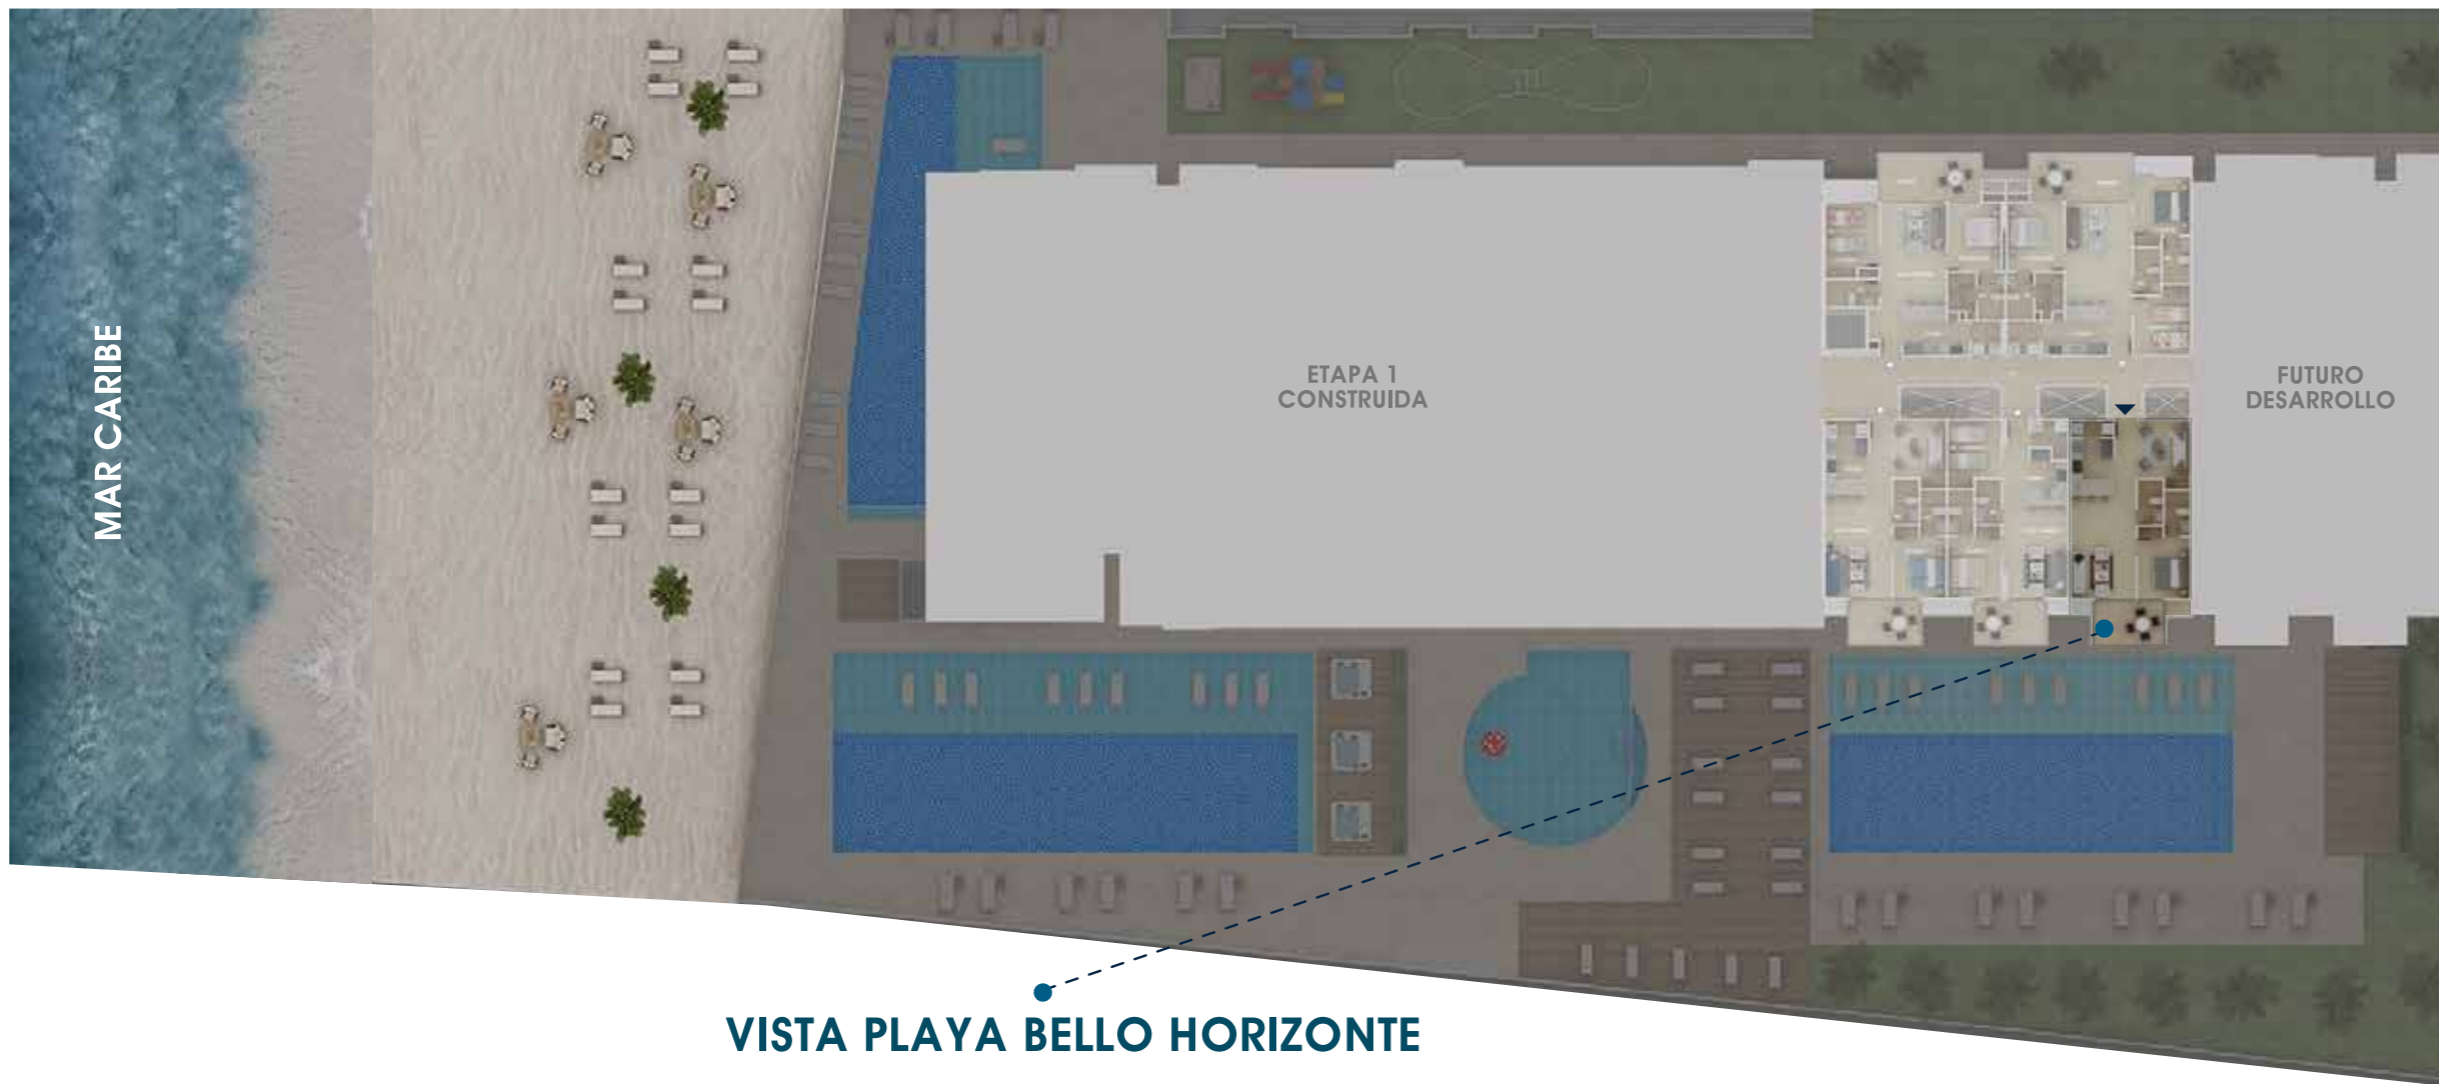 MAR CARIBE
ETAPA 1
CONSTRUIDA
FUTURO
DESARROLLO
VISTA PLAYA BELLO HORIZONTE